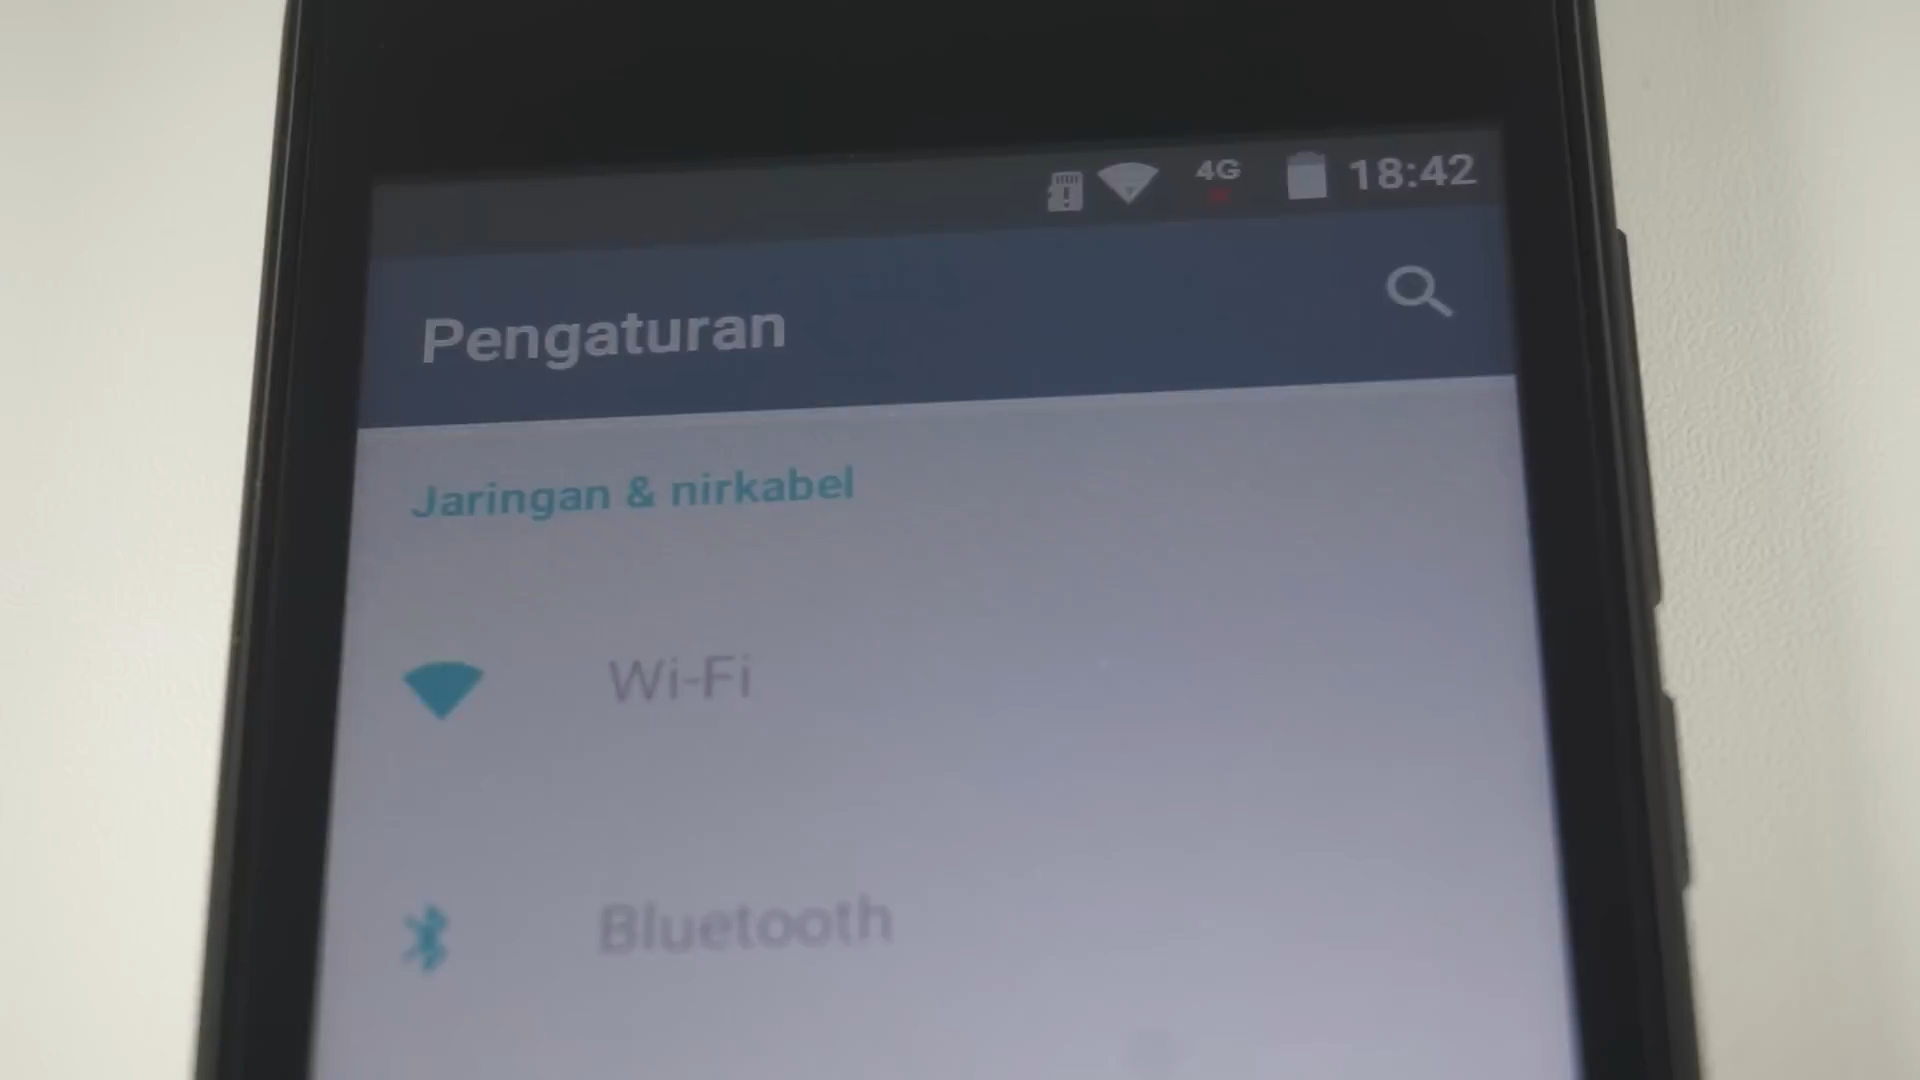 4G 18:42
Pengaturan
Jaringan & nirkabel
Wi-Fi
Bluetooth